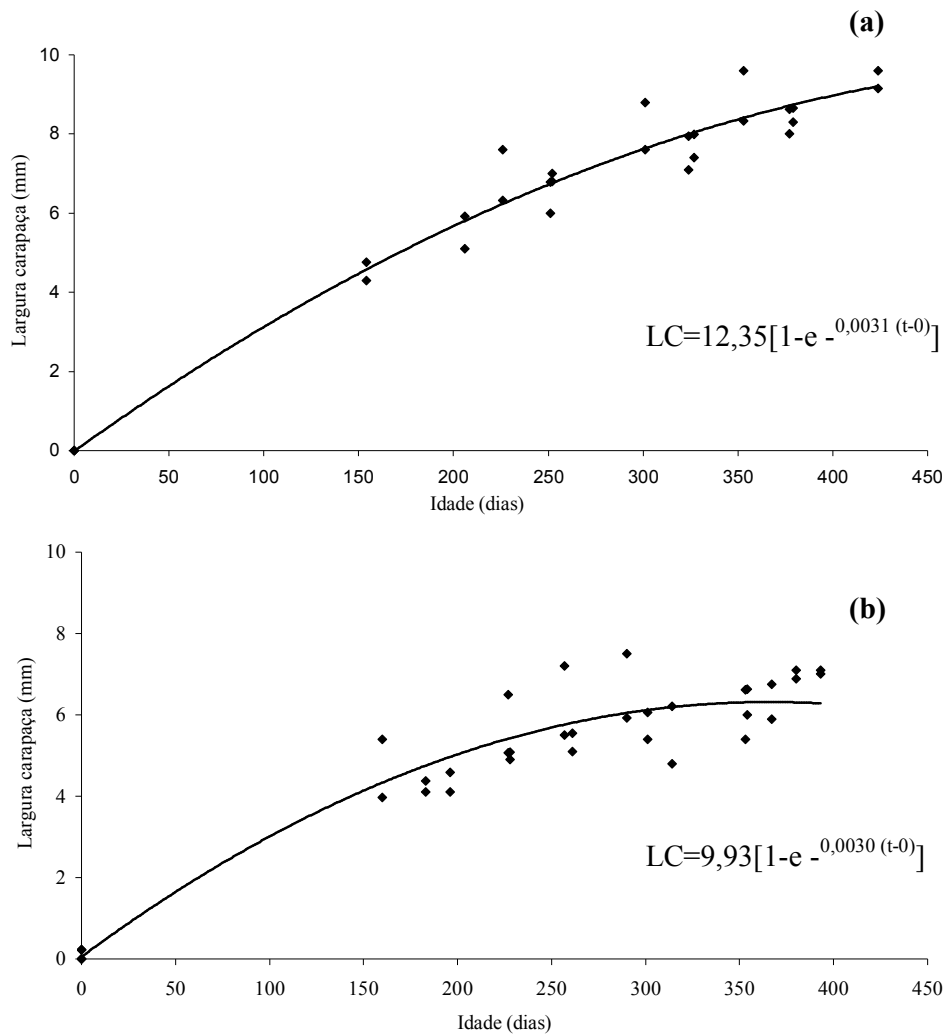 (a)
10
8
6
4
2
0
Largura carapaça (mm)
LC=12,35[1-e -0,0031 (t-0)]
0 50 100 150 200 250 300 350 400 450
Idade (dias)
10
8
6
4
2
0
Largura carapaça (mm)
(b)
LC=9,93[1-e -0,0030 (t-0)]
0 50 100 150 200 250 300 350 400 450
Idade (dias)